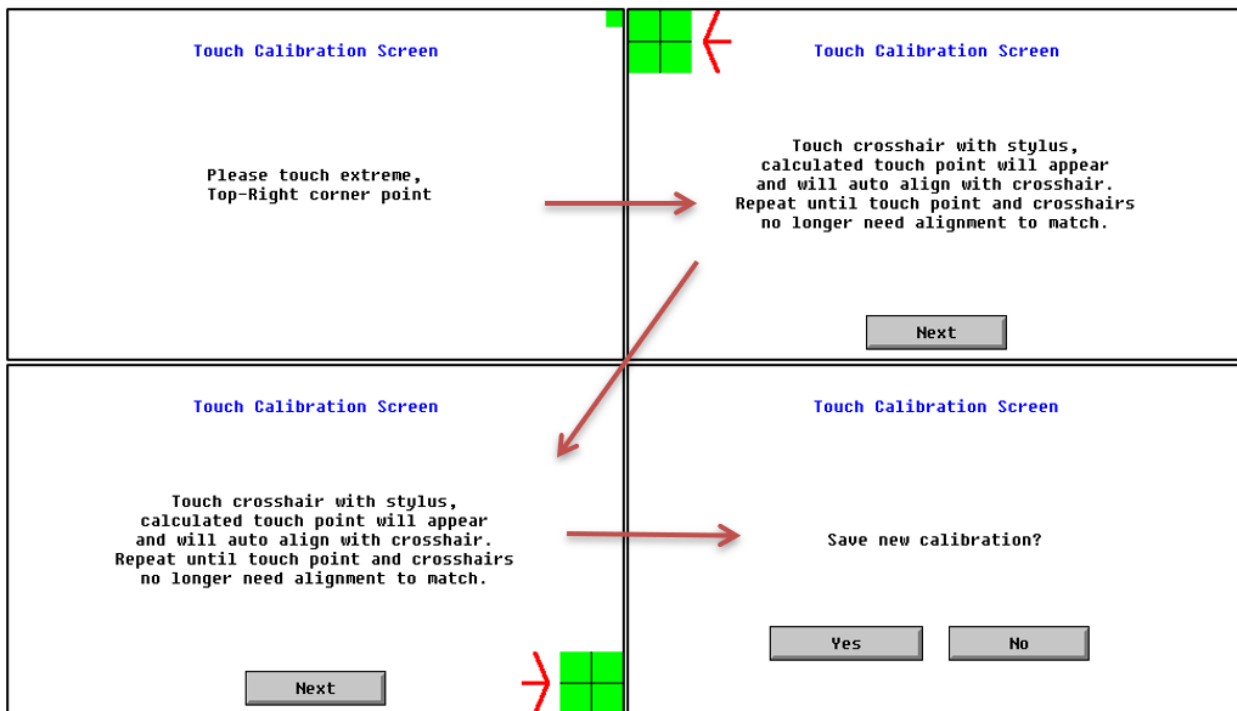 Touch Calibration Screen
Please touch extreme,
Top-Right corner point
Touch Calibration Screen
Touch crosshair with stylus,
calculated touch point will appear
and will auto align with crosshair.
Repeat until touch point and crosshairs
no longer need alignment to match.
Next
Touch Calibration Screen
Touch crosshair with stylus,
calculated touch point will appear
and will auto align with crosshair.
Repeat until touch point and crosshairs
no longer need alignment to match.
Next
Touch Calibration Screen
Save new calibration?
Yes No